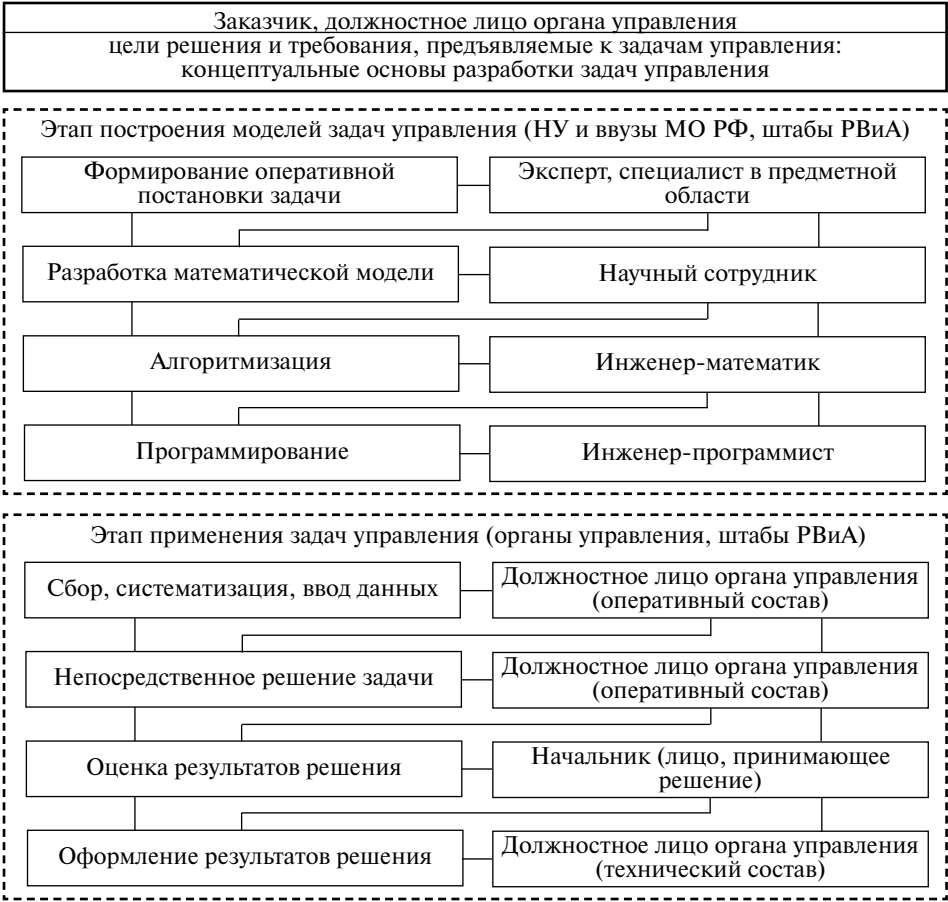 Заказчик, должностное лицо органа управления
цели решения и требования, предъявляемые к задачам управления:
концептуальные основы разработки задач управления
Этап построения моделей задач управления (НУ и ввузы МО РФ, штабы РВиА)
Формирование оперативной
постановки задачи
Эксперт, специалист в предметной
области
Разработка математической модели
Научный сотрудник
Алгоритмизация
Инженер-математик
Программирование
Инженер-программист
Этап применения задач управления (органы управления, штабы РВиА)
Сбор, систематизация, ввод данных
Должностное лицо органа управления
(оперативный состав)
Непосредственное решение задачи
Должностное лицо органа управления
(оперативный состав)
Оценка результатов решения
Начальник (лицо, принимающее
решение)
Оформление результатов решения
Должностное лицо органа управления
(технический состав)